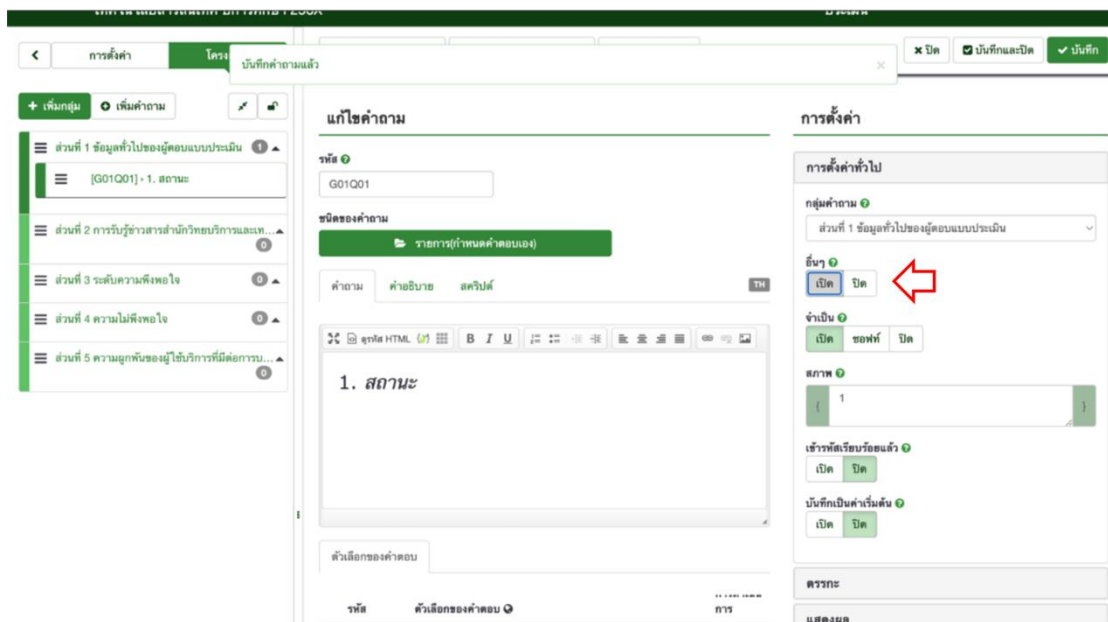 การตั้งค่า
บันทึกคำถามแล้ว
×
✖ ปิด
บันทึกและปิด
✔ บันทึก
+ เพิ่มกลุ่ม
เพิ่มคำถาม
ส่วนที่ 1 ข้อมูลทั่วไปของผู้ตอบแบบประเมิน 1
[G01Q01] - 1. สถานะ
ส่วนที่ 2 การรับรู้ข่าวสารสำนักวิทยบริการและเท... 0
ส่วนที่ 3 ระดับความพึงพอใจ 0
ส่วนที่ 4 ความไม่พึงพอใจ 0
ส่วนที่ 5 ความผูกพันของผู้ใช้บริการที่มีต่อการบ... 0
แก้ไขคำถาม
รหัส
G01Q01
ชนิดของคำถาม
รายการ(กำหนดคำตอบเอง)
คำถาม คำอธิบาย สคริปต์ TH
ดูรหัส HTML B I U
1. สถานะ
ตัวเลือกของคำตอบ
รหัส ตัวเลือกของคำตอบ
การ
การตั้งค่า
การตั้งค่าทั่วไป
กลุ่มคำถาม
ส่วนที่ 1 ข้อมูลทั่วไปของผู้ตอบแบบประเมิน
อื่นๆ
เปิด ปิด
จำเป็น
เปิด ซอฟท์ ปิด
สภาพ
{ 1 }
เข้ารหัสเรียบร้อยแล้ว
เปิด ปิด
บันทึกเป็นค่าเริ่มต้น
เปิด ปิด
ตรรกะ
แสดงผล